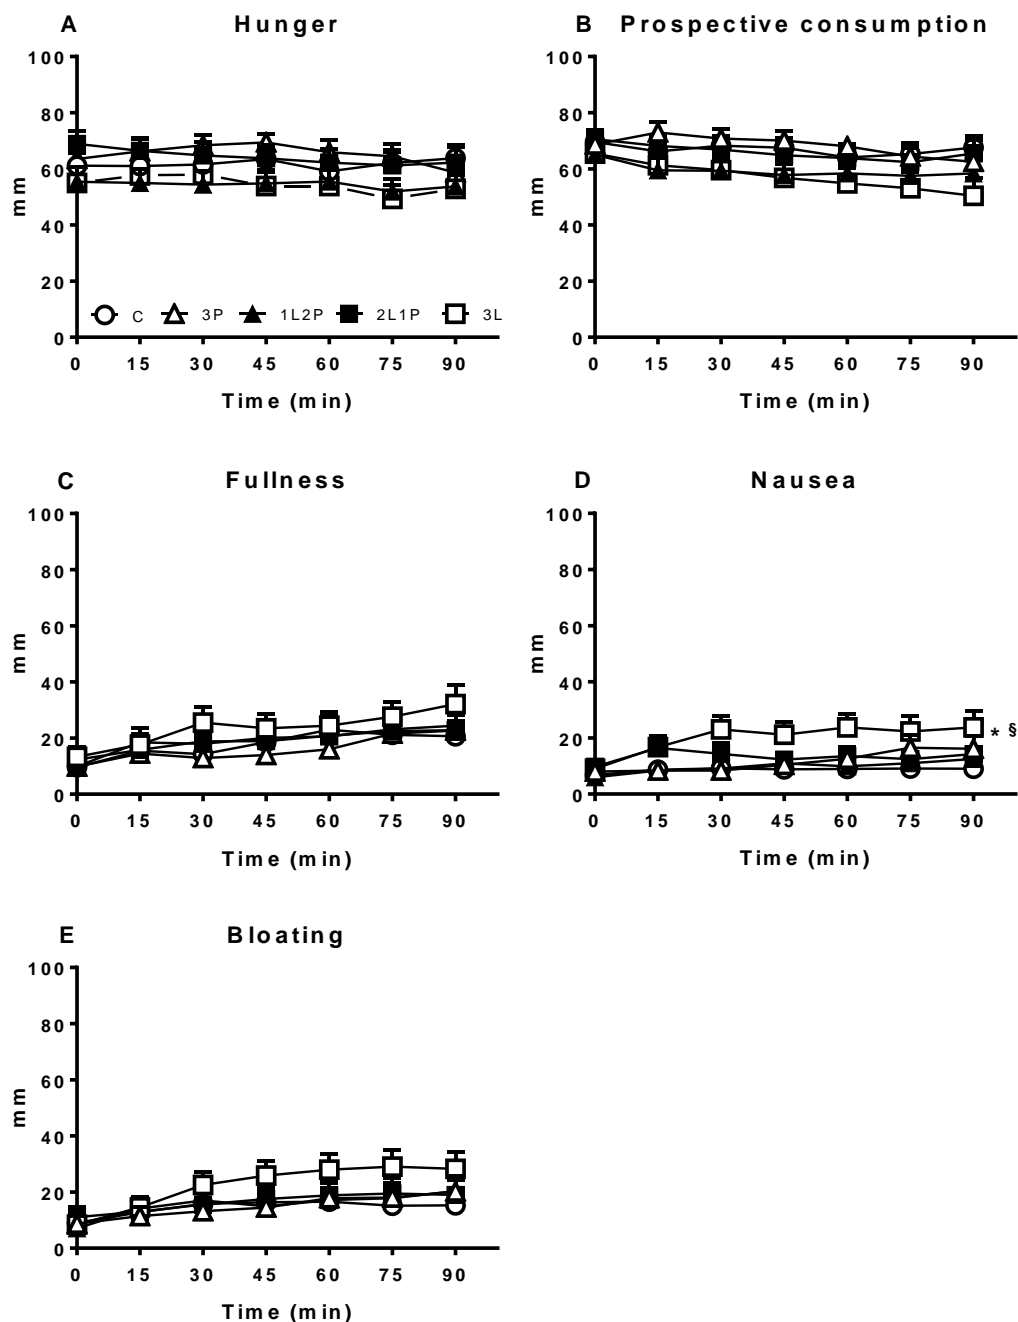 A Hunger
100
80
60
40
20
0
mm
C 3P 1L2P 2L1P 3L
0 15 30 45 60 75 90
Time (min)
B Prospective consumption
100
80
60
40
20
0
mm
0 15 30 45 60 75 90
Time (min)
C Fullness
100
80
60
40
20
0
mm
0 15 30 45 60 75 90
Time (min)
D Nausea
100
80
60
40
20
0
mm
* §
0 15 30 45 60 75 90
Time (min)
E Bloating
100
80
60
40
20
0
mm
0 15 30 45 60 75 90
Time (min)